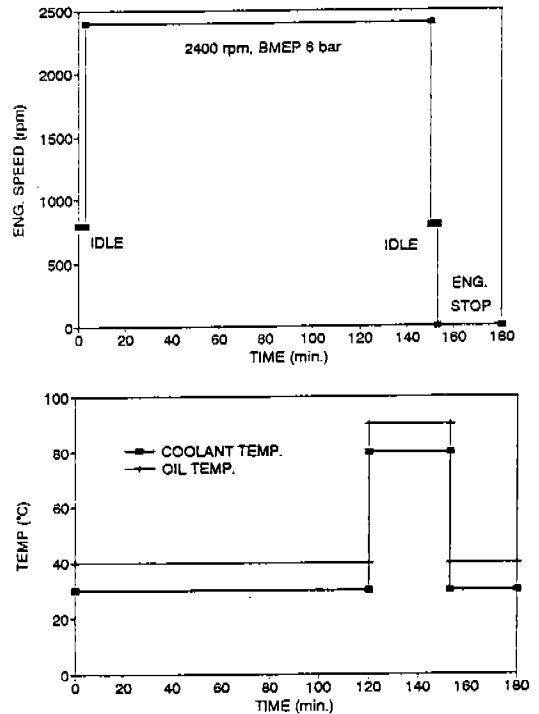 2500
2000
1500
1000
500
0
ENG. SPEED (rpm)
2400 rpm, BMEP 6 bar
IDLE
IDLE
ENG.
STOP
0 20 40 60 80 100 120 140 160 180
TIME (min.)
100
80
60
40
20
0
TEMP (°C)
COOLANT TEMP.
OIL TEMP.
0 20 40 60 80 100 120 140 160 180
TIME (min.)